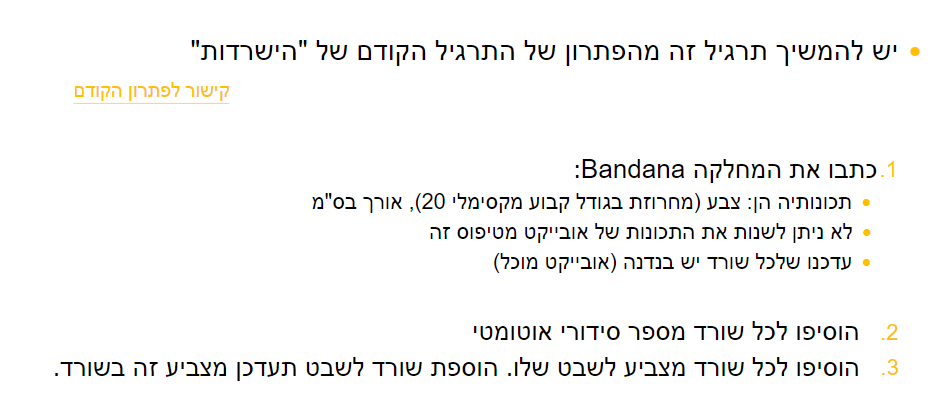 • יש להמשיך תרגיל זה מהפתרון של התרגיל הקודם של "הישרדות"
קישור לפתרון הקודם
1. כתבו את המחלקה Bandana:
• תכונותיה הן: צבע (מחרוזת בגודל קבוע מקסימלי 20), אורך בס"מ
• לא ניתן לשנות את התכונות של אובייקט מטיפוס זה
• עדכנו שלכל שורד יש בנדנה (אובייקט מוכל)
2. הוסיפו לכל שורד מספר סידורי אוטומטי
3. הוסיפו לכל שורד מצביע לשבט שלו. הוספת שורד לשבט תעדכן מצביע זה בשורד.